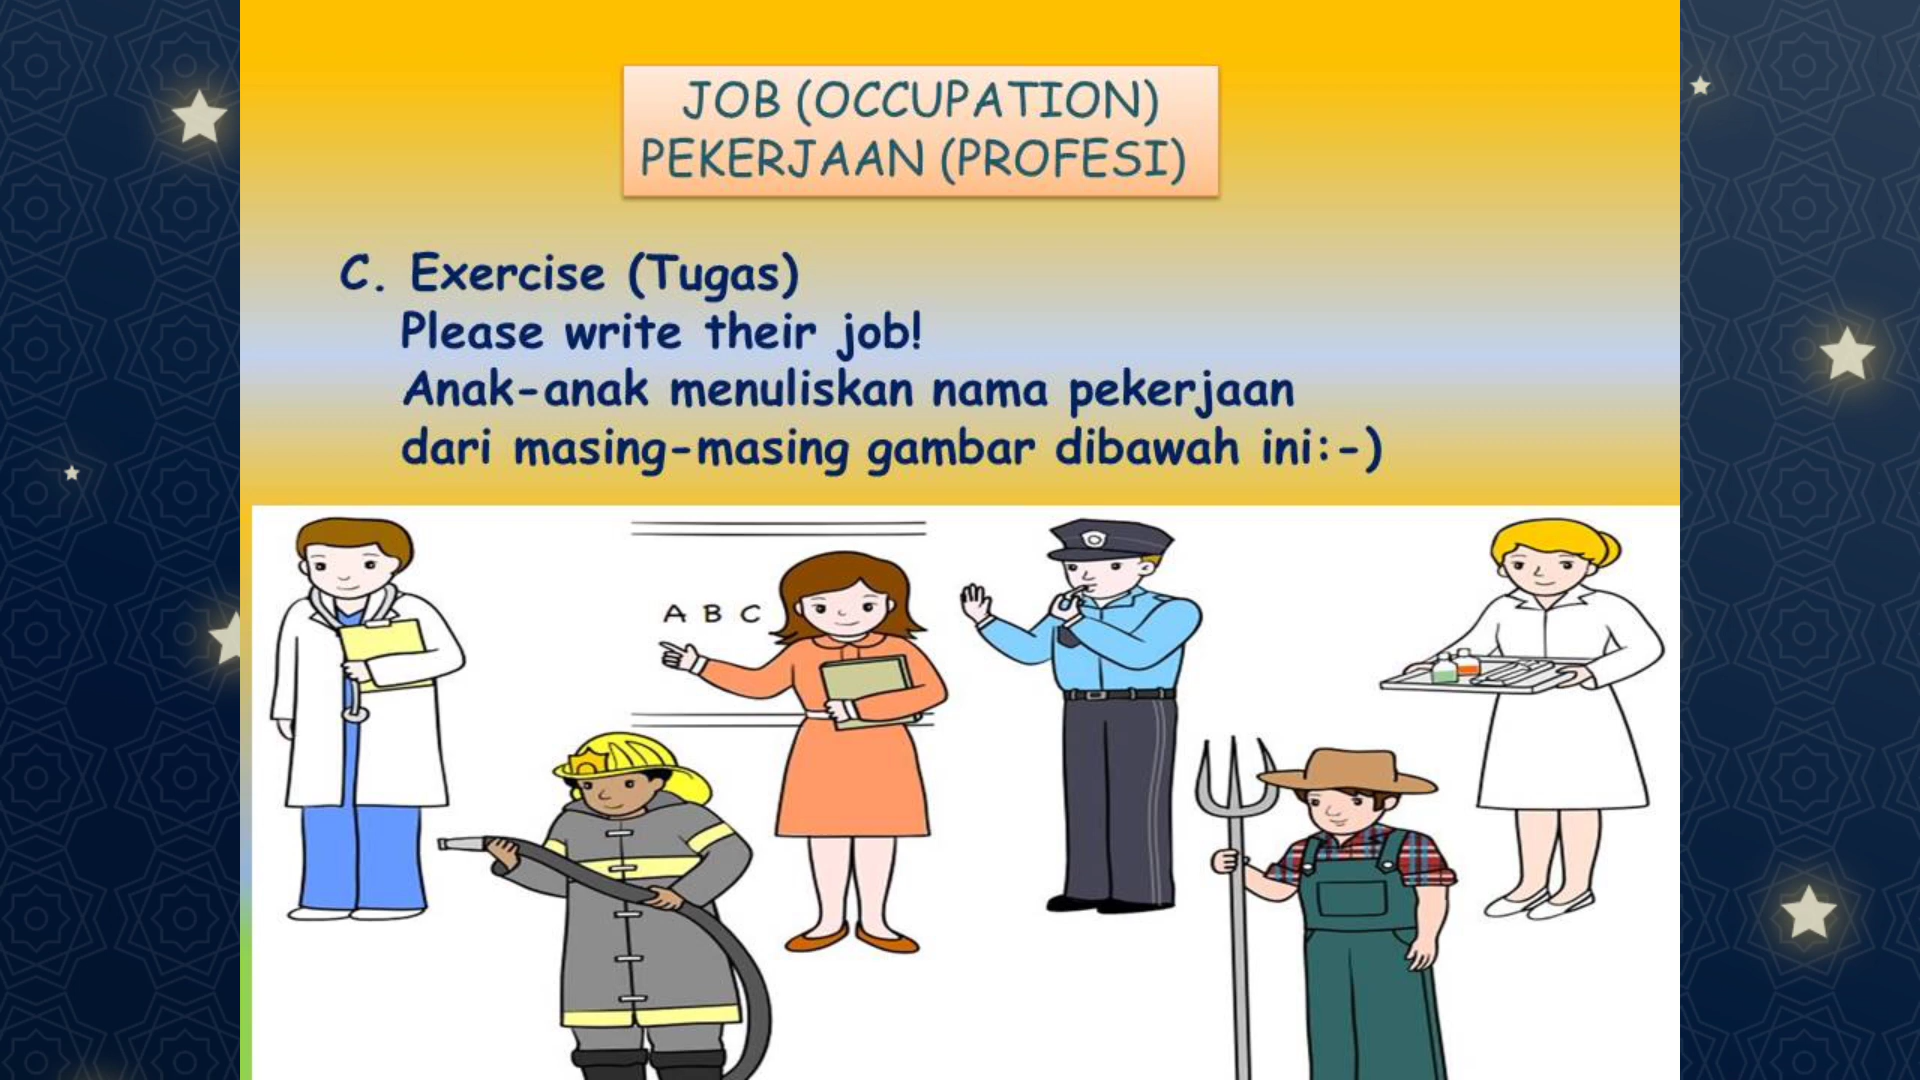 JOB (OCCUPATION)
PEKERJAAN (PROFESI)
C. Exercise (Tugas)
Please write their job!
Anak-anak menuliskan nama pekerjaan
dari masing-masing gambar dibawah ini:-)
A B C